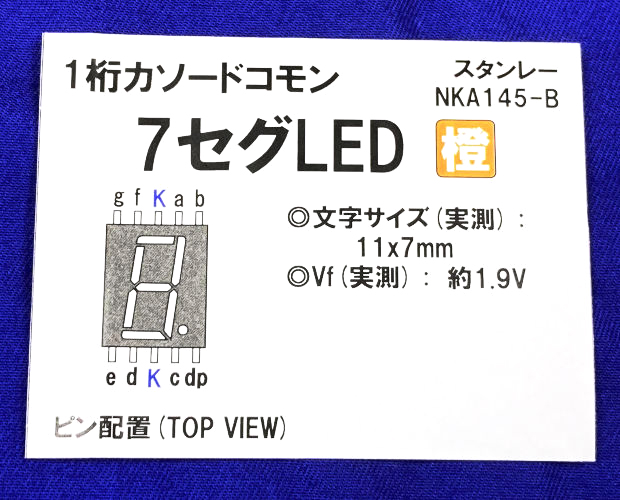 1桁カソードコモン
スタンレー
NKA145-B
7セグLED
橙
g f K a b
◎文字サイズ(実測):
11x7mm
◎Vf(実測): 約1.9V
e d K c dp
ピン配置(TOP VIEW)